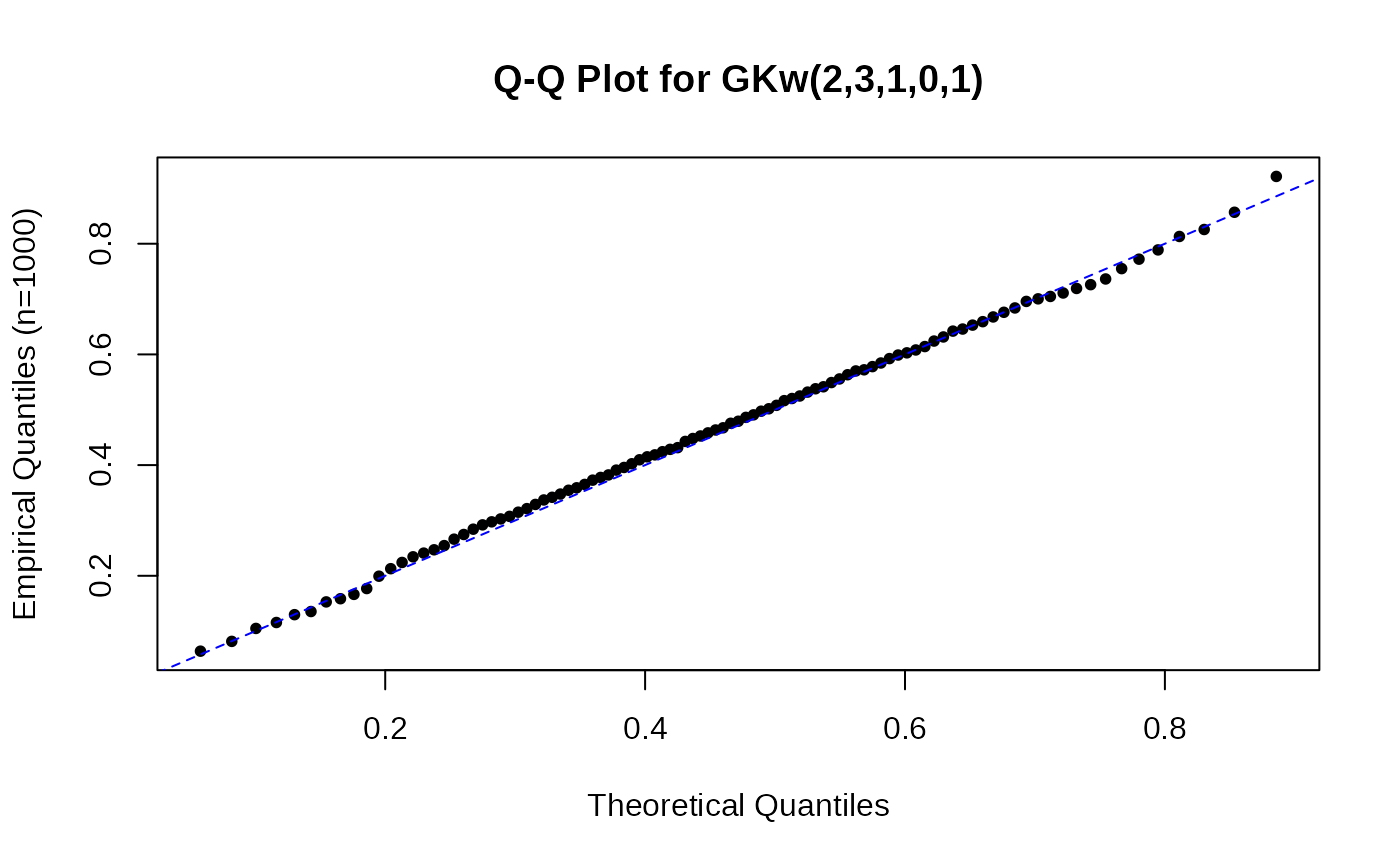 Q-Q Plot for GKw(2,3,1,0,1)
Empirical Quantiles (n=1000)
0.8
0.6
0.4
0.2
0.2 0.4 0.6 0.8
Theoretical Quantiles